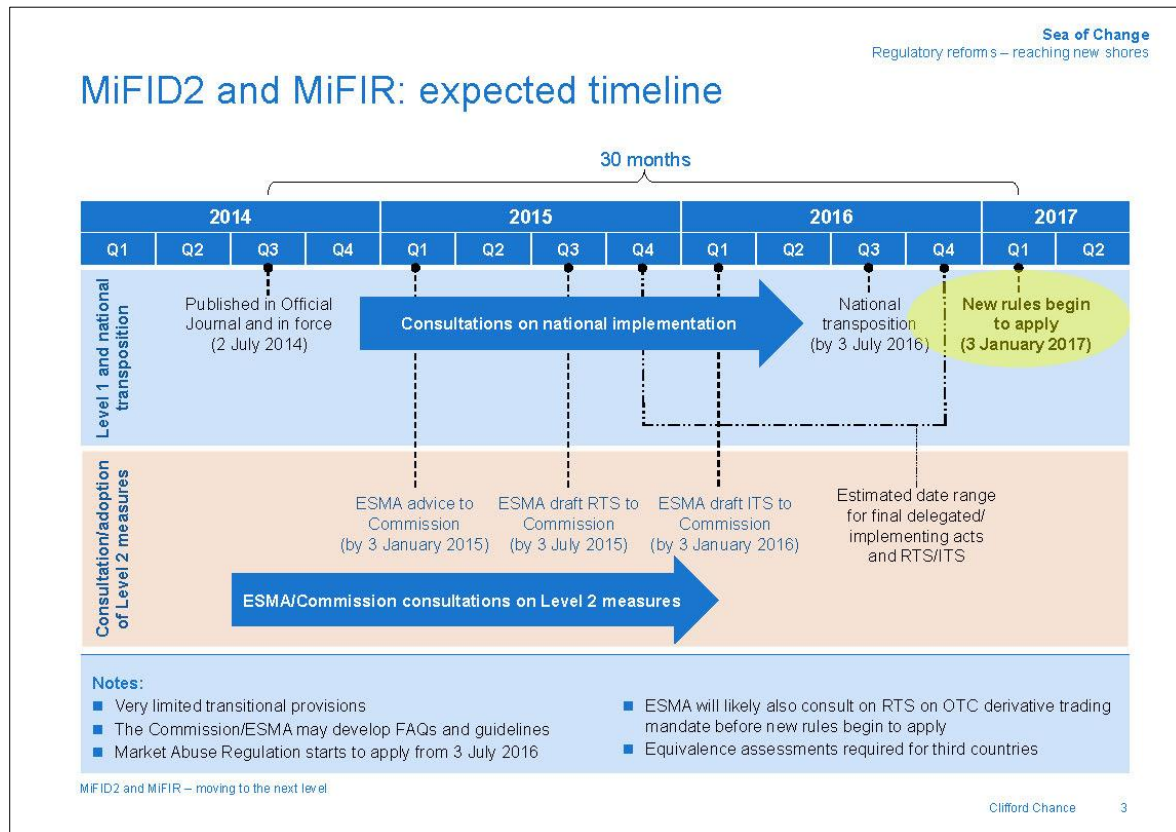 Sea of Change
Regulatory reforms – reaching new shores
MiFID2 and MiFIR: expected timeline
30 months
2014 2015 2016 2017
Q1 Q2 Q3 Q4 Q1 Q2 Q3 Q4 Q1 Q2 Q3 Q4 Q1 Q2
Level 1 and national
transposition
Published in Official
Journal and in force
(2 July 2014)
Consultations on national implementation
National
transposition
(by 3 July 2016)
New rules begin
to apply
(3 January 2017)
Consultation/adoption
of Level 2 measures
ESMA advice to
Commission
(by 3 January 2015)
ESMA draft RTS to
Commission
(by 3 July 2015)
ESMA draft ITS to
Commission
(by 3 January 2016)
Estimated date range
for final delegated/
implementing acts
and RTS/ITS
ESMA/Commission consultations on Level 2 measures
Notes:
■ Very limited transitional provisions
■ The Commission/ESMA may develop FAQs and guidelines
■ Market Abuse Regulation starts to apply from 3 July 2016
■ ESMA will likely also consult on RTS on OTC derivative trading
mandate before new rules begin to apply
■ Equivalence assessments required for third countries
MiFID2 and MiFIR – moving to the next level
Clifford Chance 3